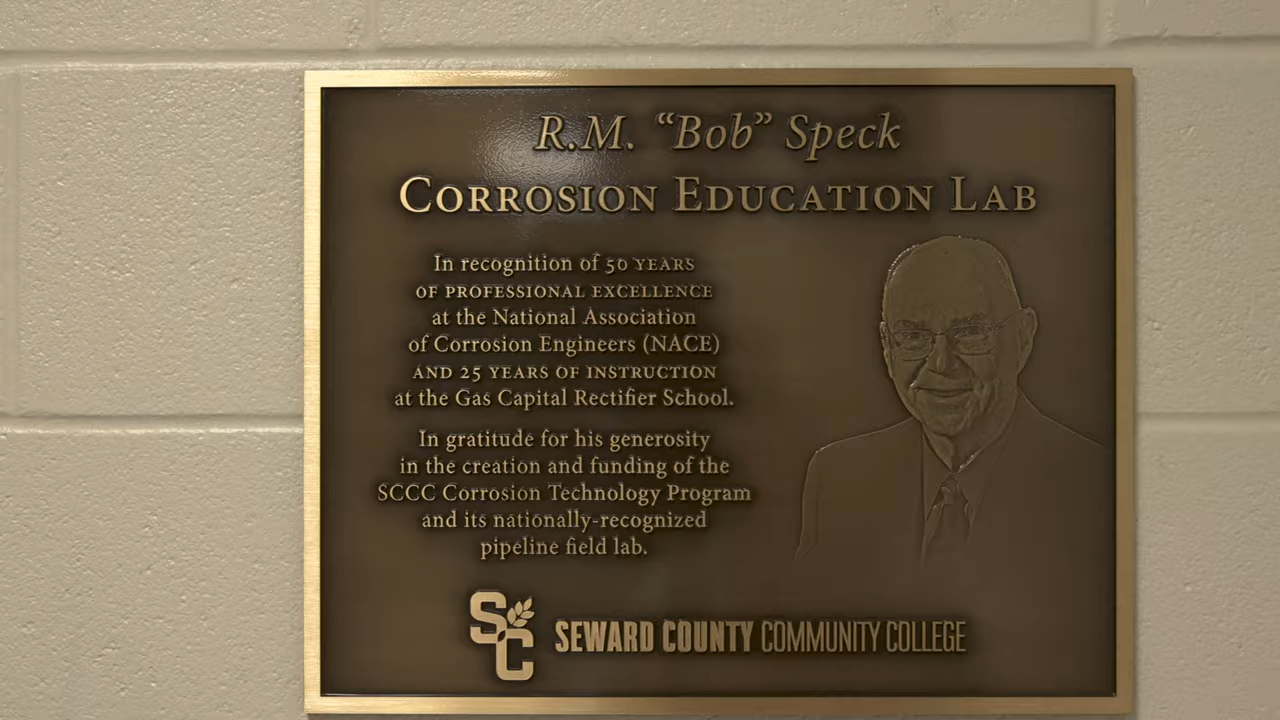 R.M. “Bob” Speck
CORROSION EDUCATION LAB
In recognition of 50 YEARS
OF PROFESSIONAL EXCELLENCE
at the National Association
of Corrosion Engineers (NACE)
AND 25 YEARS OF INSTRUCTION
at the Gas Capital Rectifier School.
In gratitude for his generosity
in the creation and funding of the
SCCC Corrosion Technology Program
and its nationally-recognized
pipeline field lab.
SC SEWARD COUNTY COMMUNITY COLLEGE